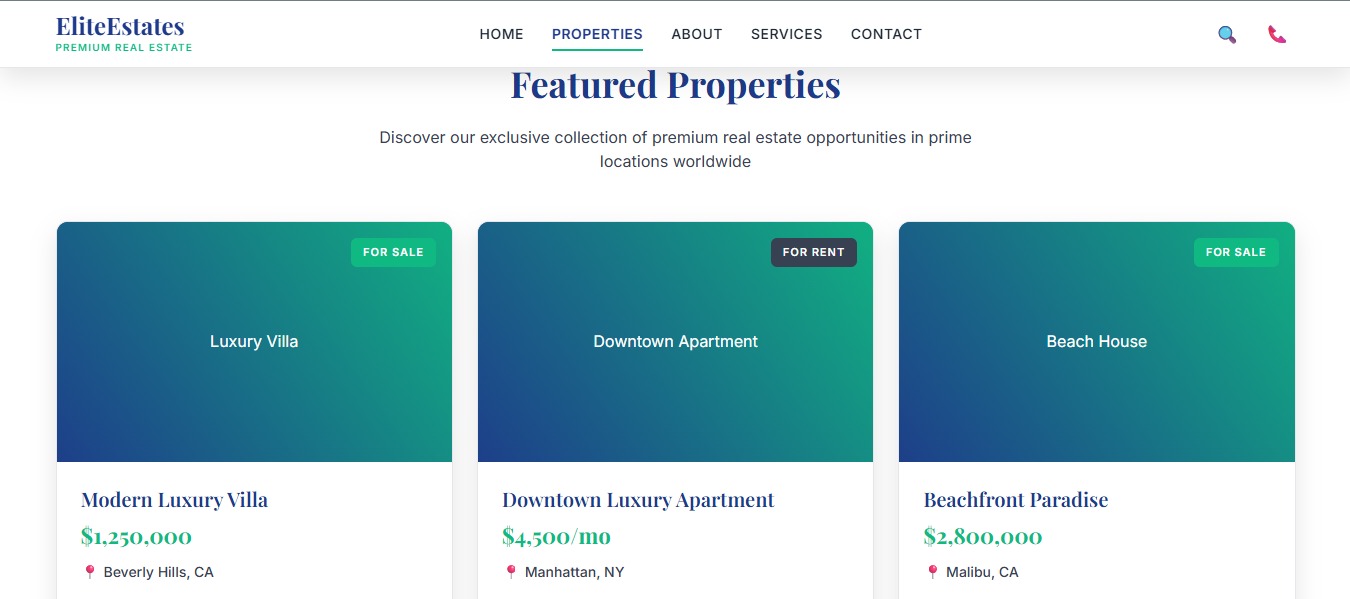 EliteEstates
PREMIUM REAL ESTATE
HOME PROPERTIES ABOUT SERVICES CONTACT
Featured Properties
Discover our exclusive collection of premium real estate opportunities in prime
locations worldwide
FOR SALE
Luxury Villa
Modern Luxury Villa
$1,250,000
Beverly Hills, CA
FOR RENT
Downtown Apartment
Downtown Luxury Apartment
$4,500/mo
Manhattan, NY
FOR SALE
Beach House
Beachfront Paradise
$2,800,000
Malibu, CA